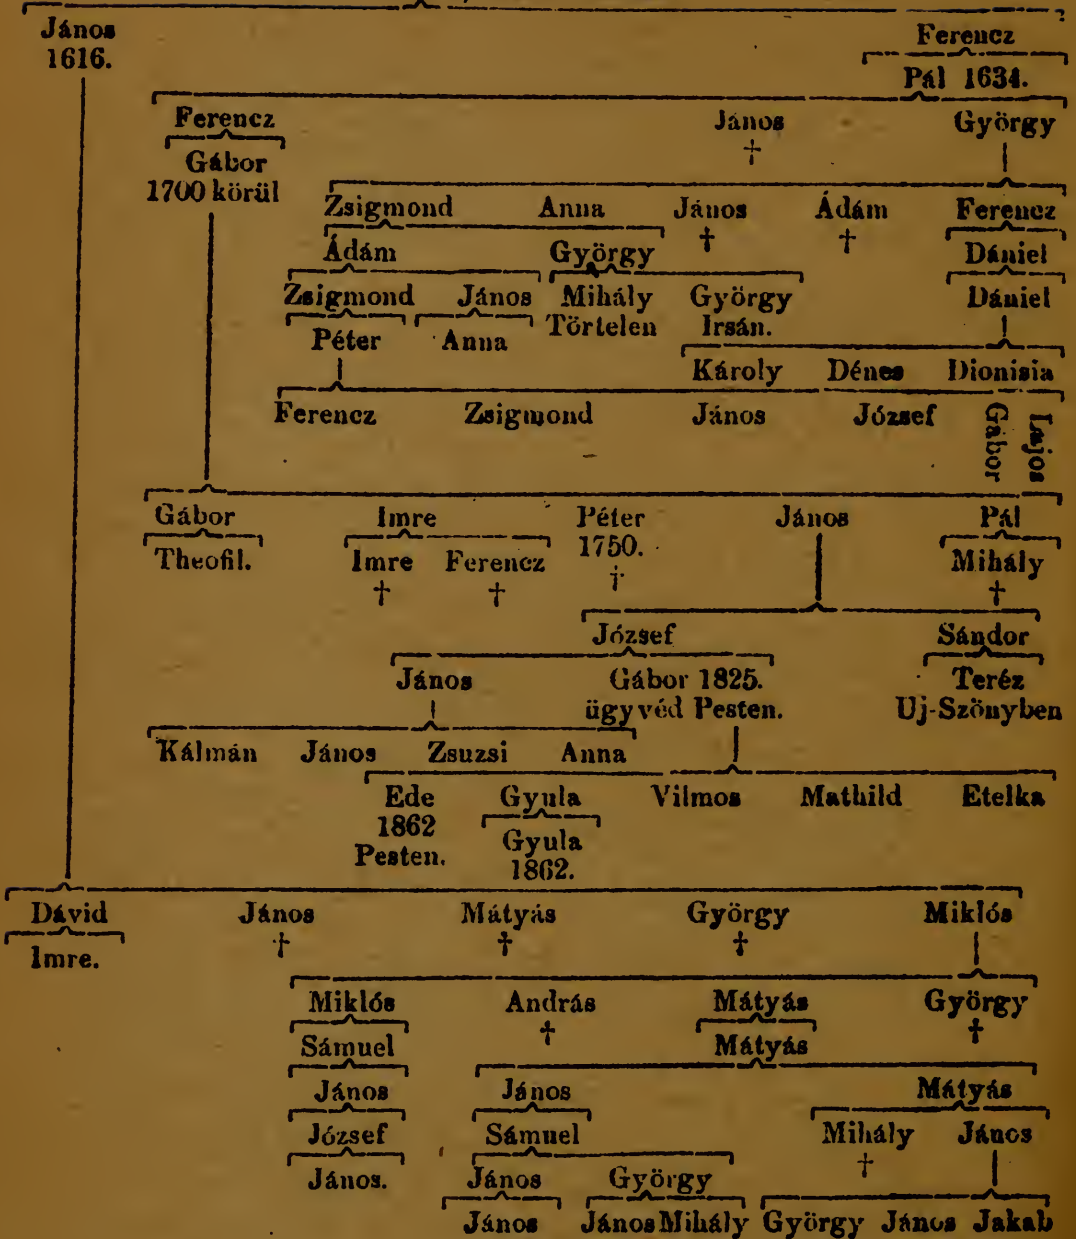 János Ferencz
1616. Pál 1634.
Ferencz János György
Gábor †
1700 körül
Zsigmond Anna János Ádám Ferencz
† †
Ádám György Dániel
Zsigmond János Mihály György Dániel
Törtelen Irsán.
Péter Anna
Károly Dénes Dionisia
Ferencz Zsigmond János József Gábor Lajos
Gábor Imre Péter János Pál
1750.
Theofil. Imre Ferencz † Mihály
† † †
József Sándor
János Gábor 1825. Teréz
ügyvéd Pesten. Uj-Szönyben
Kálmán János Zsuzsi Anna
Ede Gyula Vilmos Mathild Etelka
1862 Gyula
Pesten. 1862.
Dávid János Mátyás György Miklós
† † †
Imre.
Miklós András Mátyás György
† †
Sámuel Mátyás
János János Mátyás
József Sámuel Mihály János
†
János. János György
János János Mihály György János Jakab